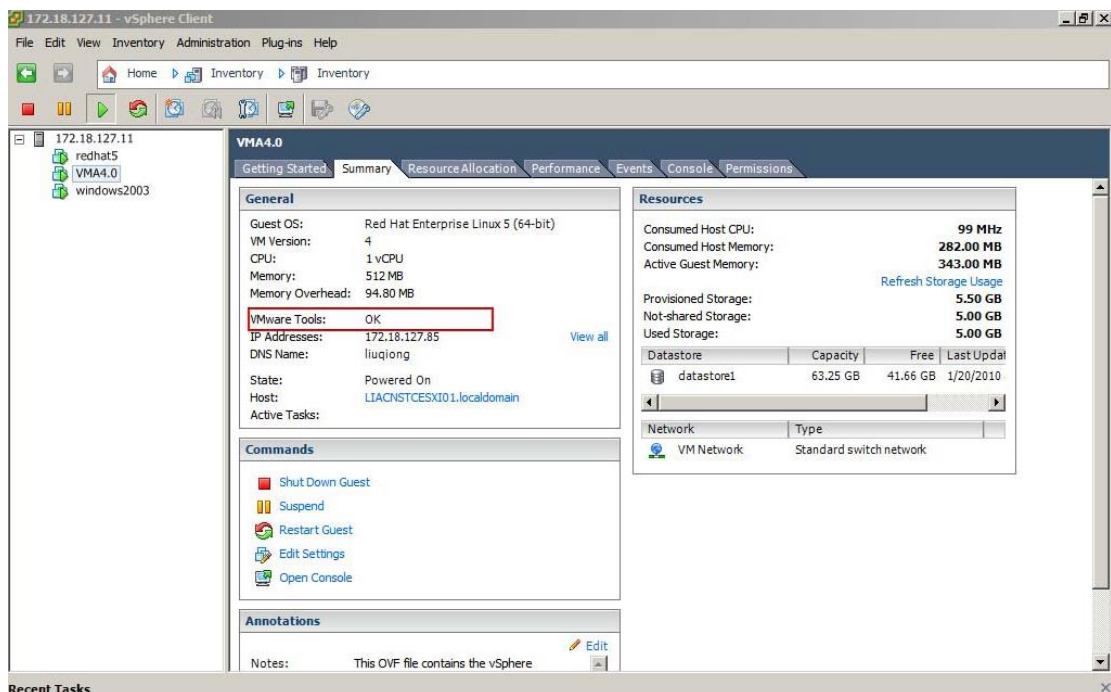 172.18.127.11 - vSphere Client
File Edit View Inventory Administration Plug-ins Help
Home Inventory Inventory
172.18.127.11
redhat5
VMA4.0
windows2003
VMA4.0
Getting Started Summary Resource Allocation Performance Events Console Permissions
General
Guest OS: Red Hat Enterprise Linux 5 (64-bit)
VM Version: 4
CPU: 1 vCPU
Memory: 512 MB
Memory Overhead: 94.80 MB
VMware Tools: OK
IP Addresses: 172.18.127.85 View all
DNS Name: liuqiong
State: Powered On
Host: LIACNSTCESXI01.localdomain
Active Tasks:
Commands
Shut Down Guest
Suspend
Restart Guest
Edit Settings
Open Console
Annotations
Edit
Notes: This OVF file contains the vSphere
Resources
Consumed Host CPU: 99 MHz
Consumed Host Memory: 282.00 MB
Active Guest Memory: 343.00 MB
Refresh Storage Usage
Provisioned Storage: 5.50 GB
Not-shared Storage: 5.00 GB
Used Storage: 5.00 GB
Datastore Capacity Free Last Updat
datastore1 63.25 GB 41.66 GB 1/20/2010
Network Type
VM Network Standard switch network
Recent Tasks